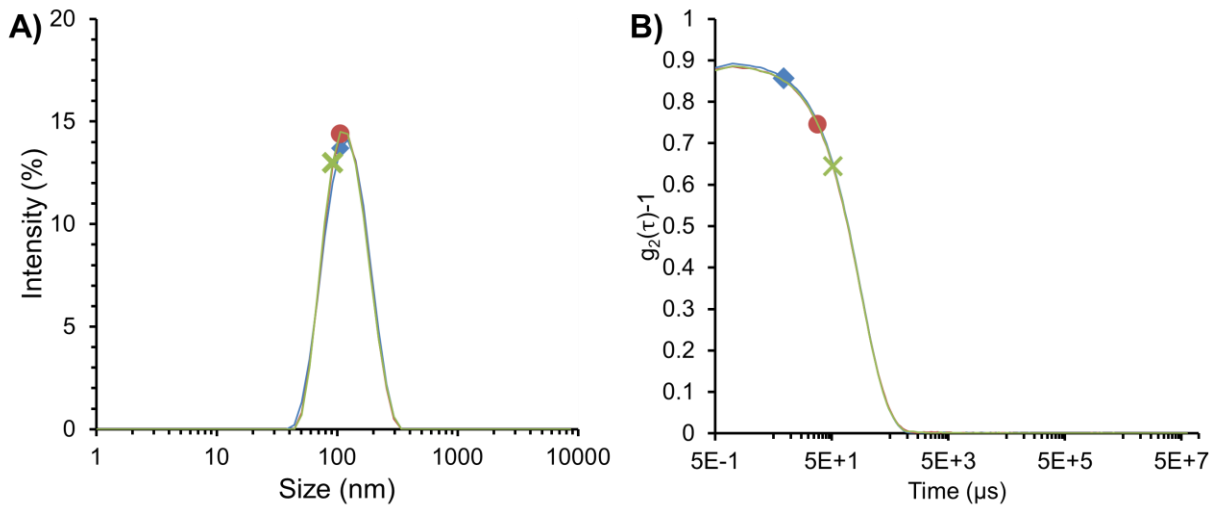 A)
20
15
10
5
0
Intensity (%)
1 10 100 1000 10000
Size (nm)
B)
1
0.9
0.8
0.7
0.6
0.5
0.4
0.3
0.2
0.1
0
g₂(τ)-1
5E-1 5E+1 5E+3 5E+5 5E+7
Time (µs)